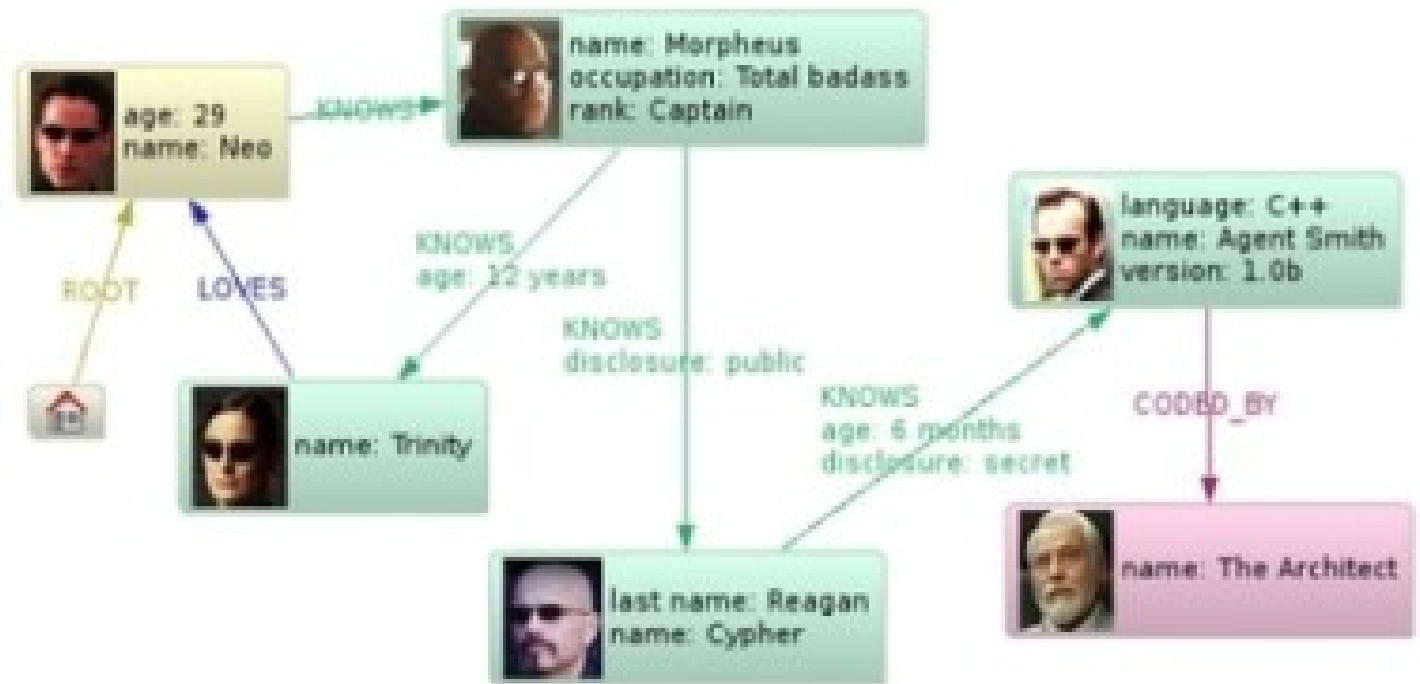 name: Morpheus
occupation: Total badass
rank: Captain
age: 29
name: Neo
KNOWS
language: C++
name: Agent Smith
version: 1.0b
KNOWS
age: 12 years
ROOT
LOVES
KNOWS
disclosure: public
KNOWS
age: 6 months
disclosure: secret
CODED_BY
name: Trinity
name: The Architect
last name: Reagan
name: Cypher